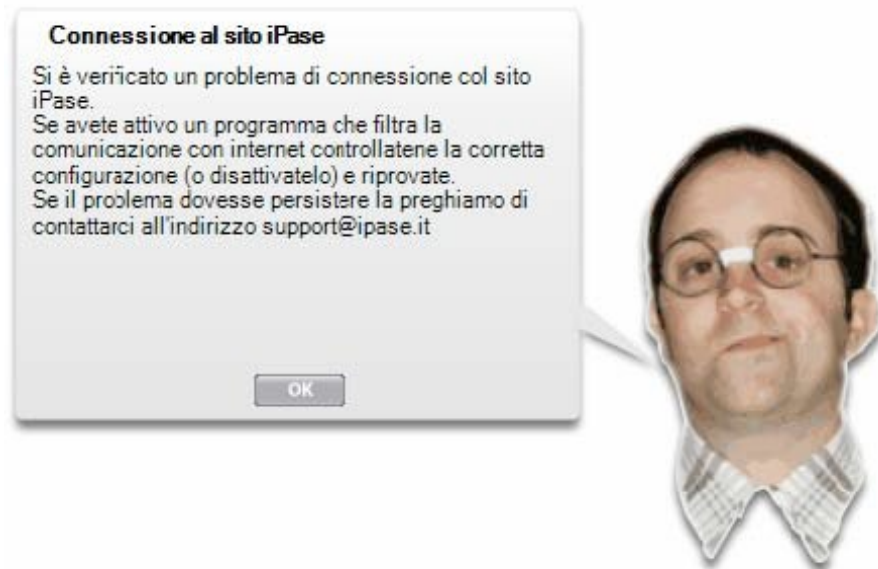 Connessione al sito iPase
Si è verificato un problema di connessione col sito
iPase.
Se avete attivo un programma che filtra la
comunicazione con internet controllatene la corretta
configurazione (o disattivatelo) e riprovate.
Se il problema dovesse persistere la preghiamo di
contattarci all'indirizzo support@ipase.it
OK